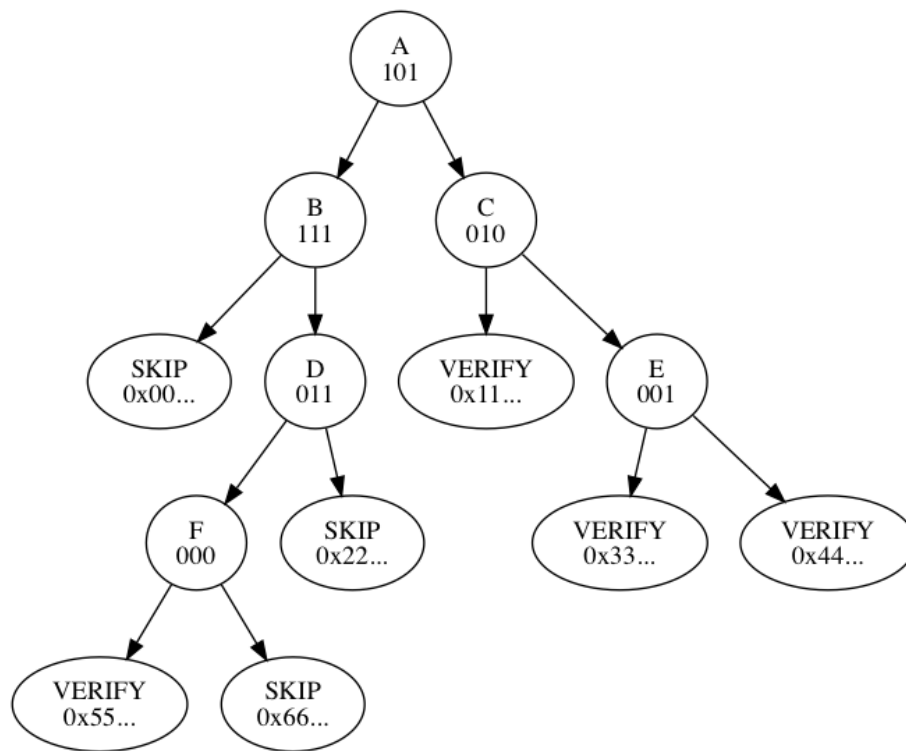 A
101
B
111
C
010
SKIP
0x00...
D
011
VERIFY
0x11...
E
001
F
000
SKIP
0x22...
VERIFY
0x33...
VERIFY
0x44...
VERIFY
0x55...
SKIP
0x66...